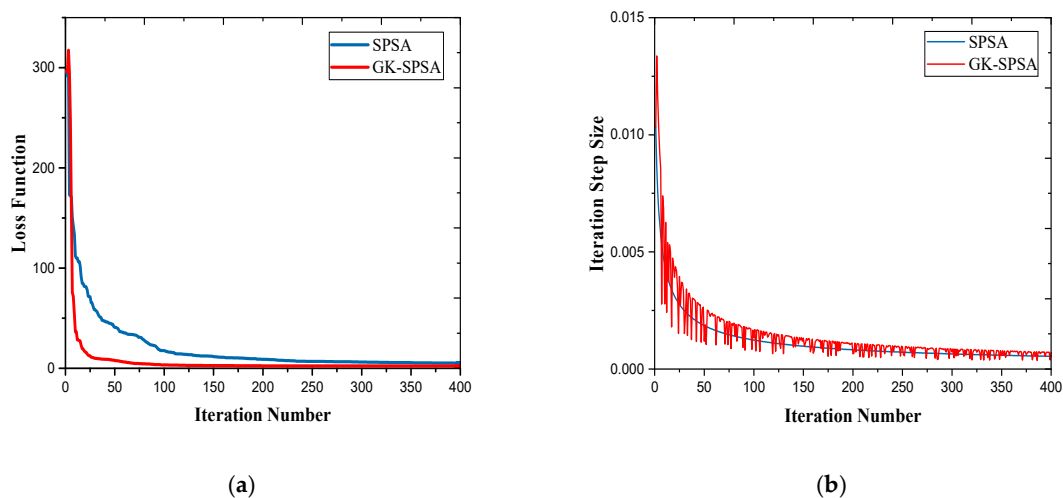 SPSA
GK-SPSA
300
200
100
0
0 50 100 150 200 250 300 350 400
Loss Function
Iteration Number
(a)
SPSA
GK-SPSA
0.015
0.010
0.005
0.000
0 50 100 150 200 250 300 350 400
Iteration Step Size
Iteration Number
(b)